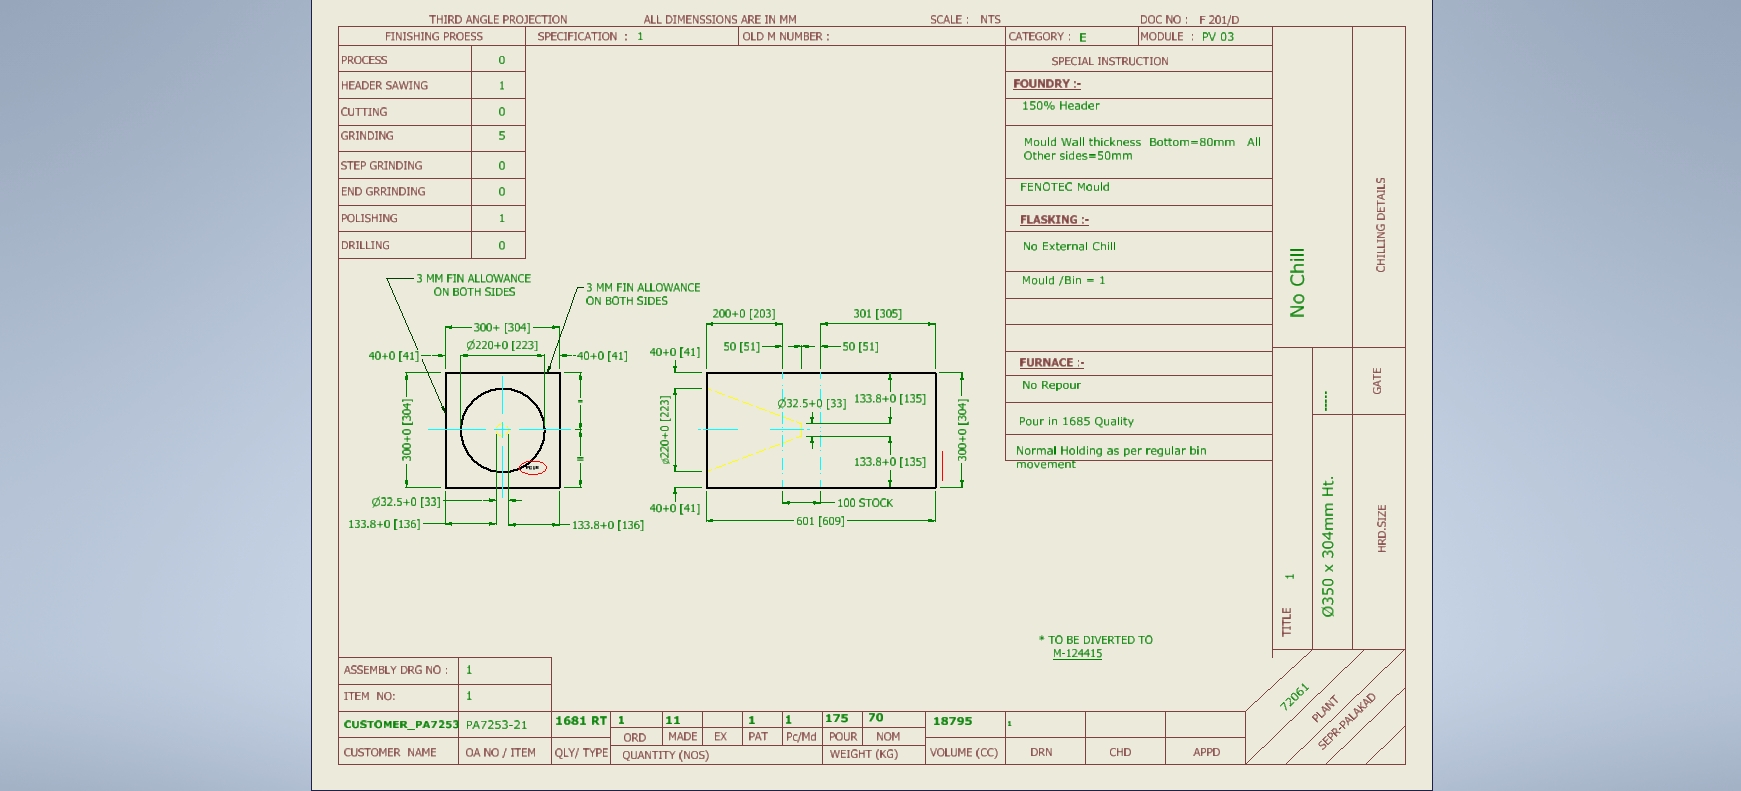 THIRD ANGLE PROJECTION ALL DIMENSSIONS ARE IN MM SCALE : NTS DOC NO : F 201/D
FINISHING PROESS SPECIFICATION : 1 OLD M NUMBER : CATEGORY : E MODULE : PV 03
PROCESS 0
HEADER SAWING 1
CUTTING 0
GRINDING 5
STEP GRINDING 0
END GRRINDING 0
POLISHING 1
DRILLING 0
SPECIAL INSTRUCTION
FOUNDRY :-
150% Header
Mould Wall thickness Bottom=80mm All
Other sides=50mm
FENOTEC Mould
FLASKING :-
No External Chill
Mould /Bin = 1
FURNACE :-
No Repour
Pour in 1685 Quality
Normal Holding as per regular bin
movement
No Chill
CHILLING DETAILS
-----
GATE
TITLE 1
Ø350 x 304mm Ht.
HRD.SIZE
3 MM FIN ALLOWANCE
ON BOTH SIDES
3 MM FIN ALLOWANCE
ON BOTH SIDES
300+ [304]
Ø220+0 [223]
40+0 [41] 40+0 [41]
300+0 [304]
= =
Ø32.5+0 [33]
133.8+0 [136] 133.8+0 [136]
200+0 [203] 301 [305]
50 [51] 50 [51]
40+0 [41]
Ø220+0 [223]
Ø32.5+0 [33] 133.8+0 [135]
133.8+0 [135]
300+0 [304]
40+0 [41]
100 STOCK
601 [609]
* TO BE DIVERTED TO
M-124415
ASSEMBLY DRG NO : 1
ITEM NO: 1
CUSTOMER_PA7253 PA7253-21 1681 RT 1 11 1 1 175 70 18795 1
ORD MADE EX PAT Pc/Md POUR NOM
CUSTOMER NAME OA NO / ITEM QLY/ TYPE QUANTITY (NOS) WEIGHT (KG) VOLUME (CC) DRN CHD APPD
72061
PLANT
SEPR-PALAKAD